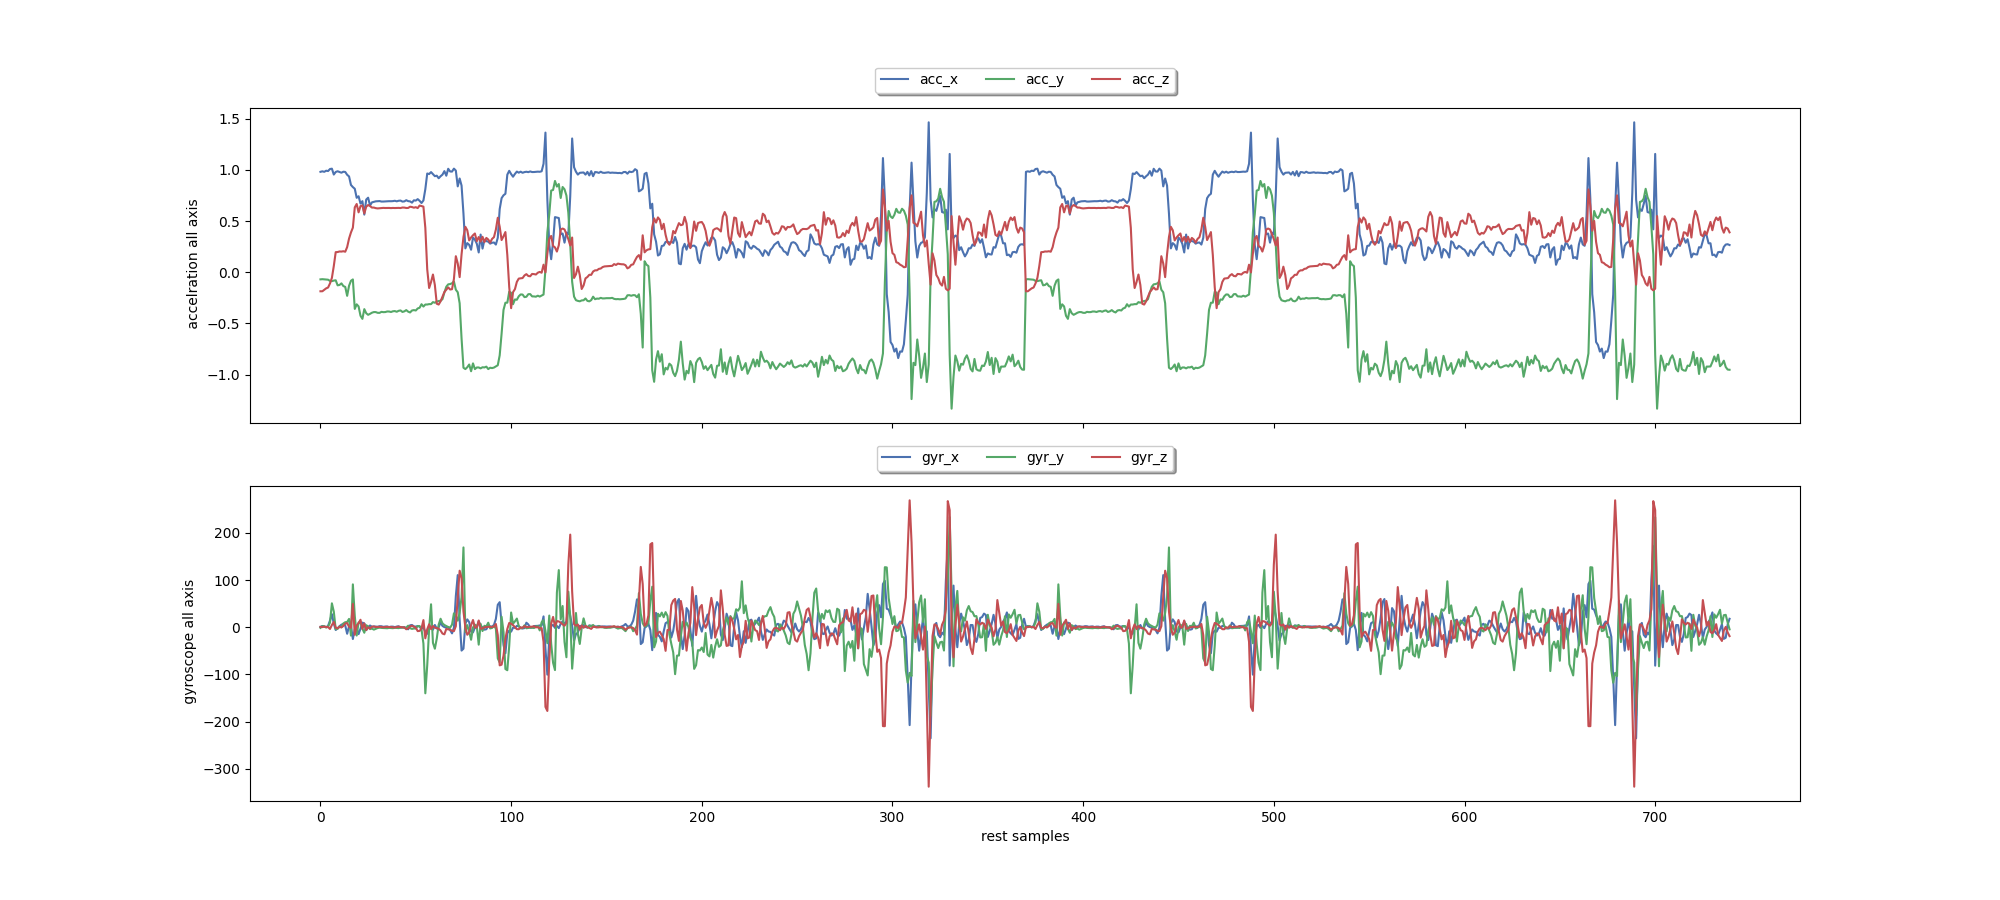 acc_x acc_y acc_z
1.5
1.0
0.5
0.0
−0.5
−1.0
accelration all axis
gyr_x gyr_y gyr_z
200
100
0
−100
−200
−300
gyroscope all axis
0 100 200 300 400 500 600 700
rest samples